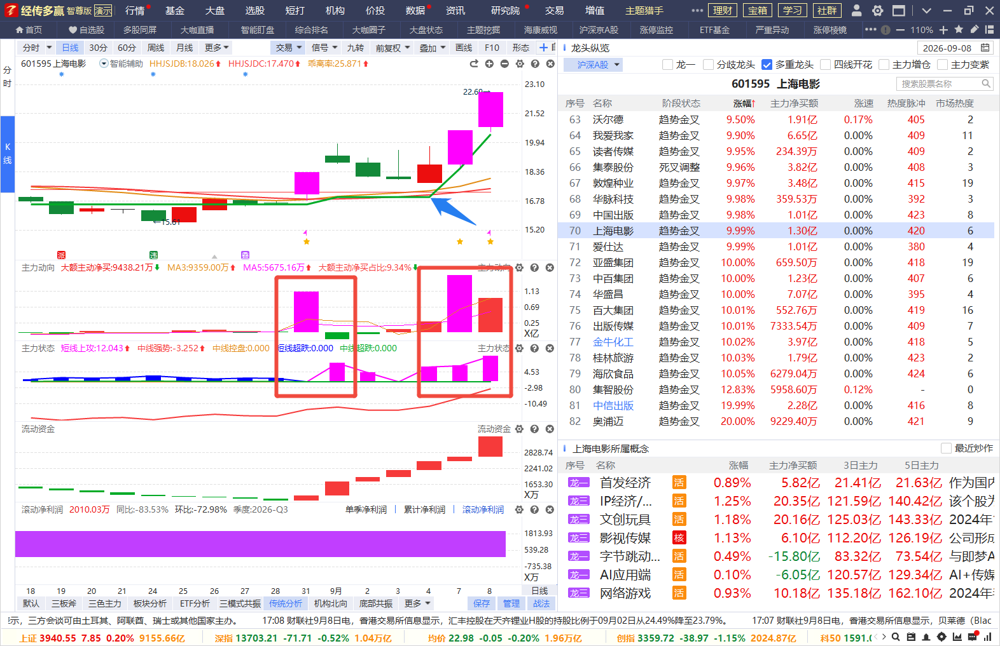 经传多赢 智尊版 演示 行情 基金 大盘 选股 短打 机构 价投 数据 资讯 研究院 交易 增值 主题猎手 理财 宝箱 学习 社群
首页 自选股 多股同屏 大咖直播 智能盯盘 综合排名 大咖圈子 大盘状态 主题挖掘 海康威视 沪深京A股 涨停监控 ETF基金 严重异动 涨停棱镜 110%
分时 日线 30分 60分 周线 月线 更多 交易 信号 九转 前复权 叠加 画线 F10 形态
分时
K线
601595 上海电影 智能辅助 HHJSJDB:18.026 HHJSJDC:17.470 乖离率:25.871
23.10
22.69
21.52
19.94
18.36
16.78
15.61
15.20
派 违 畲
主力动向 大额主动净买:9438.21万 MA3:9359.00万 MA5:5675.16万 大额主动净买占比:9.34% 主力动向
1.13
0.69
0.25
X亿
主力状态 短线上攻:12.043 中线强势:-3.252 中线控盘:0.000 短线超跌:0.000 中线超跌:0.000 主力状态
4.53
-2.98
-10.49
流动资金 流动资金
2828.74
2241.02
1653.30
X万
滚动净利润 2010.03万 同比:-83.53% 环比:-72.98% 季度:2026-Q3 单季净利润 累计净利润 滚动净利润
1813.93
539.28
-735.38
X万
18 19 20 21 24 25 26 27 28 31 9月 2 3 4 7 8 日线
默认 三板斧 三色主力 板块分析 ETF分析 三模式共振 传统分析 机构北向 底部共振 更多 保存 管理 战法
龙头纵览 2026-09-08
沪深A股 龙一 分歧龙头 多重龙头 四线开花 主力增仓 主力变紫
601595 上海电影 搜索股票名称
序号 名称 阶段状态 涨幅↑ 主力净买额 涨速 热度脉冲 市场热度
63 沃尔德 趋势金叉 9.50% 1.91亿 0.17% 405 2
64 我爱我家 趋势金叉 9.90% 6.65亿 0.00% 409 11
65 读者传媒 趋势金叉 9.95% 234.39万 0.00% 409 2
66 集泰股份 死叉调整 9.96% 3.82亿 0.00% 408 3
67 敦煌种业 趋势金叉 9.97% 3.48亿 0.00% 415 19
68 华脉科技 趋势金叉 9.98% 359.53万 0.00% 392 3
69 中国出版 趋势金叉 9.98% 1.01亿 0.00% 423 8
70 上海电影 趋势金叉 9.99% 1.30亿 0.00% 420 6
71 爱仕达 趋势金叉 9.99% 1.01亿 0.00% 380 4
72 亚盛集团 趋势金叉 10.00% 659.50万 0.00% 418 19
73 中百集团 趋势金叉 10.00% 1.23亿 0.00% 407 6
74 华盛昌 趋势金叉 10.00% 7.07亿 0.00% 395 4
75 百大集团 趋势金叉 10.01% 552.76万 0.00% 419 16
76 出版传媒 趋势金叉 10.01% 7333.54万 0.00% 409 7
77 金牛化工 趋势金叉 10.02% 3.97亿 0.00% 418 5
78 桂林旅游 趋势金叉 10.03% 1.79亿 0.00% 423 2
79 海欣食品 趋势金叉 10.05% 6279.04万 0.00% 424 6
80 集智股份 趋势金叉 12.83% 5958.60万 0.12% - 0
81 中信出版 趋势金叉 19.99% 2.28亿 0.00% 416 8
82 奥浦迈 趋势金叉 20.00% 9229.40万 0.00% 421 9
上海电影所属概念 最近炒作
序号 名称 涨幅 主力净买额 3日主力 5日主力
龙一 首发经济 活 0.89% 5.82亿 21.41亿 21.63亿 作为国内
龙三 IP经济/... 活 1.25% 20.35亿 121.59亿 140.42亿 该个股为
龙三 文创玩具 活 1.18% 20.16亿 125.03亿 143.33亿 2024年
龙三 影视传媒 核 1.13% 6.10亿 112.20亿 126.19亿 公司形成
龙一 字节跳动... 活 0.49% -15.80亿 83.32亿 73.54亿 与即梦A
龙一 AI应用端 活 0.10% -6.05亿 120.57亿 129.34亿 AI+传媒
龙三 网络游戏 活 0.93% 10.18亿 135.18亿 162.10亿 2024年
示，三方会谈可由土耳其、阿联酋、瑞士或其他国家主办。 17:08 财联社9月8日电，香港交易所信息显示，汇丰控股在天齐锂业H股的持股比例于09月02日从24.49%降至23.79%。 17:07 财联社9月8日电，香港交易所信息显示，贝莱德（Blac
上证 3940.55 7.85 0.20% 9155.66亿 深指 13703.21 -71.71 -0.52% 1.04万亿 均价 22.98 -0.05 -0.20% 1.96万亿 创指 3359.72 -38.97 -1.15% 2024.87亿 科50 1591.0